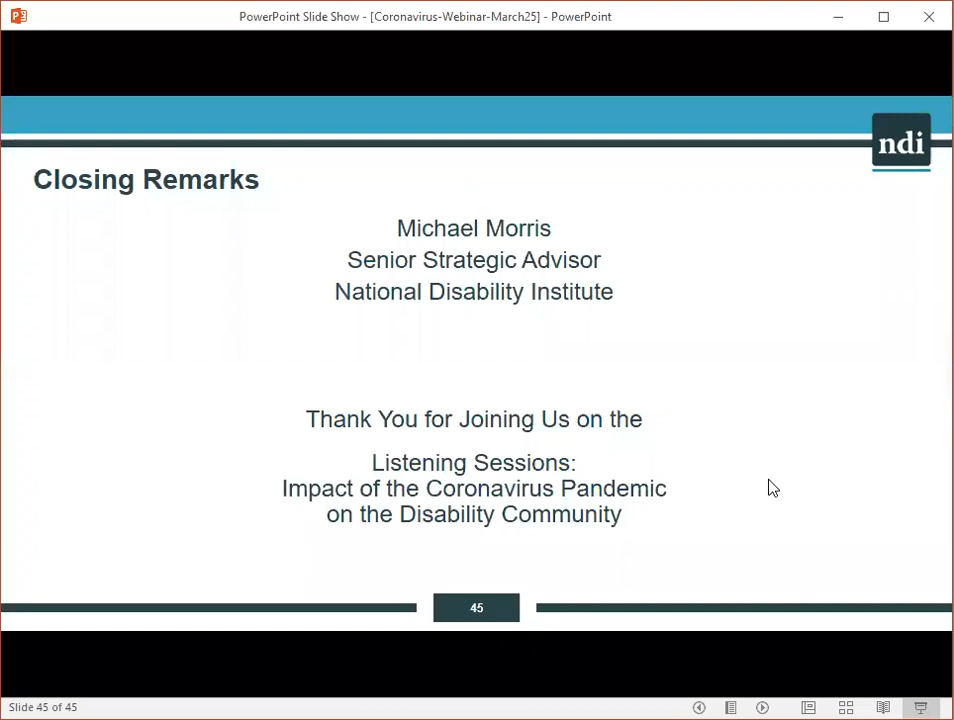 PowerPoint Slide Show - [Coronavirus-Webinar-March25] - PowerPoint
ndi
Closing Remarks
Michael Morris
Senior Strategic Advisor
National Disability Institute
Thank You for Joining Us on the
Listening Sessions:
Impact of the Coronavirus Pandemic
on the Disability Community
45
Slide 45 of 45